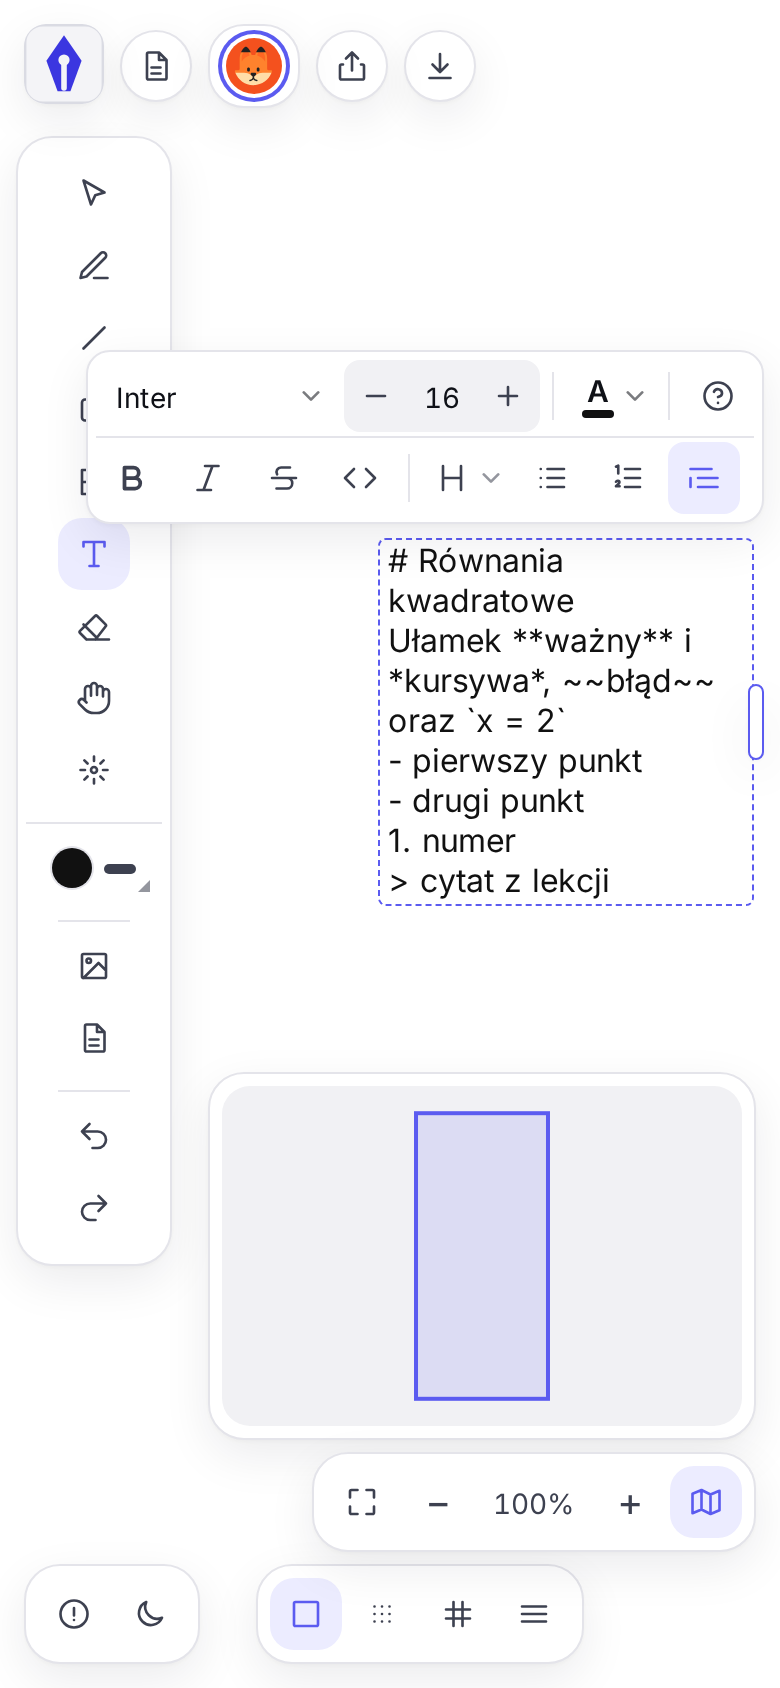 Inter
16
A
B
I
S
H
T
# Równania
kwadratowe
Ułamek **ważny** i
*kursywa*, ~~błąd~~
oraz `x = 2`
- pierwszy punkt
- drugi punkt
1. numer
> cytat z lekcji
100%